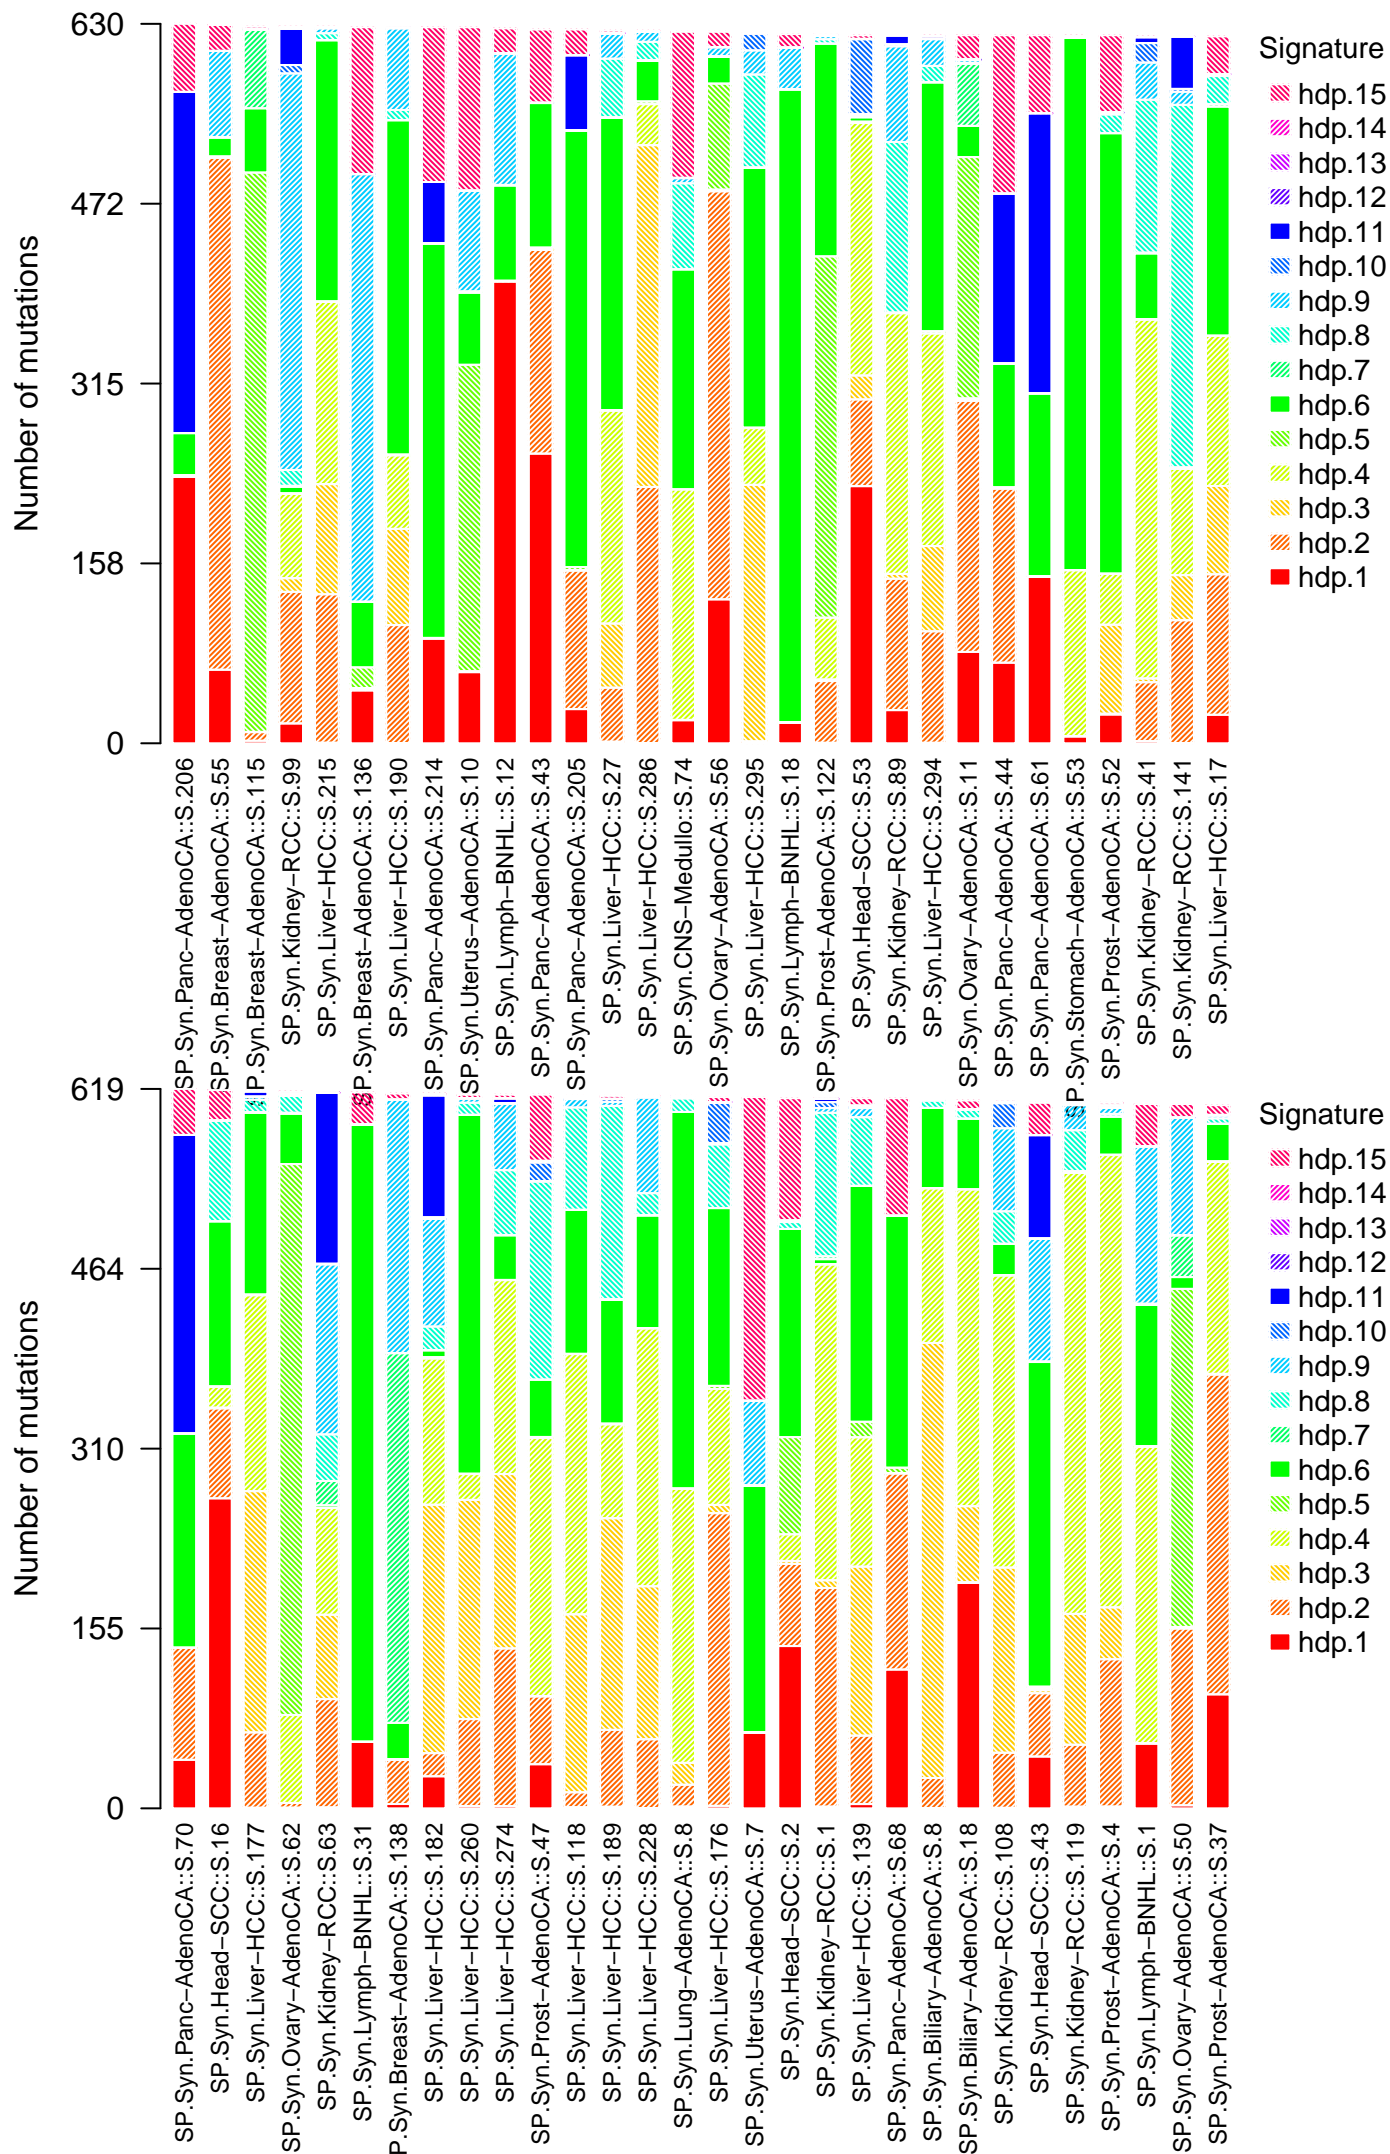 Number of mutations
630
472
315
158
0
Signature
hdp.15
hdp.14
hdp.13
hdp.12
hdp.11
hdp.10
hdp.9
hdp.8
hdp.7
hdp.6
hdp.5
hdp.4
hdp.3
hdp.2
hdp.1
SP.Syn.Panc−AdenoCA::S.206
SP.Syn.Breast−AdenoCA::S.55
SP.Syn.Breast−AdenoCA::S.115
SP.Syn.Kidney−RCC::S.99
SP.Syn.Liver−HCC::S.215
SP.Syn.Breast−AdenoCA::S.136
SP.Syn.Liver−HCC::S.190
SP.Syn.Panc−AdenoCA::S.214
SP.Syn.Uterus−AdenoCA::S.10
SP.Syn.Lymph−BNHL::S.12
SP.Syn.Panc−AdenoCA::S.43
SP.Syn.Panc−AdenoCA::S.205
SP.Syn.Liver−HCC::S.27
SP.Syn.Liver−HCC::S.286
SP.Syn.CNS−Medullo::S.74
SP.Syn.Ovary−AdenoCA::S.56
SP.Syn.Liver−HCC::S.295
SP.Syn.Lymph−BNHL::S.18
SP.Syn.Prost−AdenoCA::S.122
SP.Syn.Head−SCC::S.53
SP.Syn.Kidney−RCC::S.89
SP.Syn.Liver−HCC::S.294
SP.Syn.Ovary−AdenoCA::S.11
SP.Syn.Panc−AdenoCA::S.44
SP.Syn.Panc−AdenoCA::S.61
SP.Syn.Stomach−AdenoCA::S.53
SP.Syn.Prost−AdenoCA::S.52
SP.Syn.Kidney−RCC::S.41
SP.Syn.Kidney−RCC::S.141
SP.Syn.Liver−HCC::S.17
Number of mutations
619
464
310
155
0
Signature
hdp.15
hdp.14
hdp.13
hdp.12
hdp.11
hdp.10
hdp.9
hdp.8
hdp.7
hdp.6
hdp.5
hdp.4
hdp.3
hdp.2
hdp.1
SP.Syn.Panc−AdenoCA::S.70
SP.Syn.Head−SCC::S.16
SP.Syn.Liver−HCC::S.177
SP.Syn.Ovary−AdenoCA::S.62
SP.Syn.Kidney−RCC::S.63
SP.Syn.Lymph−BNHL::S.31
P.Syn.Breast−AdenoCA::S.138
SP.Syn.Liver−HCC::S.182
SP.Syn.Liver−HCC::S.260
SP.Syn.Liver−HCC::S.274
SP.Syn.Prost−AdenoCA::S.47
SP.Syn.Liver−HCC::S.118
SP.Syn.Liver−HCC::S.189
SP.Syn.Liver−HCC::S.228
SP.Syn.Lung−AdenoCA::S.8
SP.Syn.Liver−HCC::S.176
SP.Syn.Uterus−AdenoCA::S.7
SP.Syn.Head−SCC::S.2
SP.Syn.Kidney−RCC::S.1
SP.Syn.Liver−HCC::S.139
SP.Syn.Panc−AdenoCA::S.68
SP.Syn.Biliary−AdenoCA::S.8
SP.Syn.Biliary−AdenoCA::S.18
SP.Syn.Kidney−RCC::S.108
SP.Syn.Head−SCC::S.43
SP.Syn.Kidney−RCC::S.119
SP.Syn.Prost−AdenoCA::S.4
SP.Syn.Lymph−BNHL::S.1
SP.Syn.Ovary−AdenoCA::S.50
SP.Syn.Prost−AdenoCA::S.37